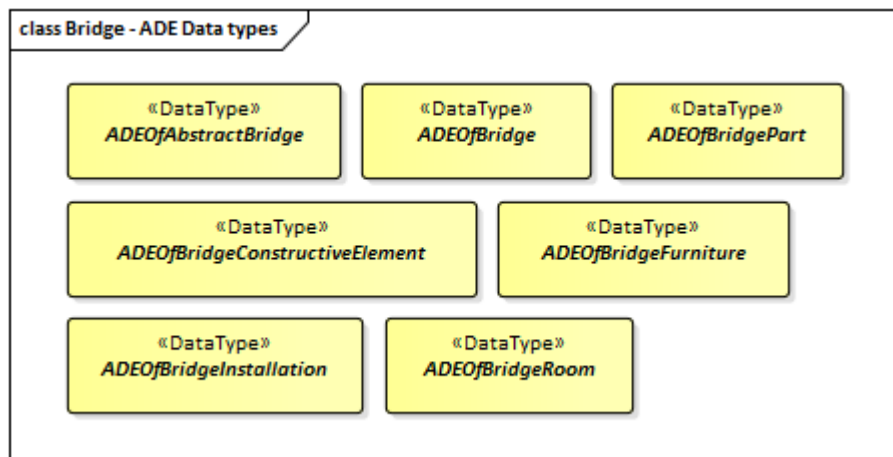 class Bridge - ADE Data types
«DataType» «DataType» «DataType»
ADEOfAbstractBridge ADEOfBridge ADEOfBridgePart
«DataType» «DataType»
ADEOfBridgeConstructiveElement ADEOfBridgeFurniture
«DataType» «DataType»
ADEOfBridgeInstallation ADEOfBridgeRoom